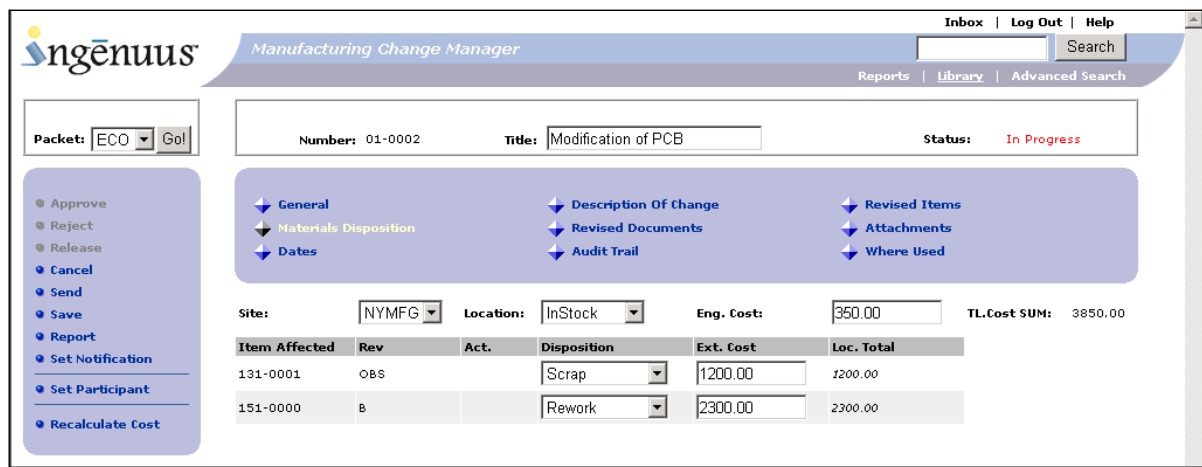 Inbox | Log Out | Help
ingēnuus
Manufacturing Change Manager
Search
Reports | Library | Advanced Search
Packet: ECO Go!
Number: 01-0002 Title: Modification of PCB Status: In Progress
Approve
Reject
Release
Cancel
Send
Save
Report
Set Notification
Set Participant
Recalculate Cost
General Description Of Change Revised Items
Materials Disposition Revised Documents Attachments
Dates Audit Trail Where Used
Site: NYMFG Location: InStock Eng. Cost: 350.00 TL.Cost SUM: 3850.00
Item Affected Rev Act. Disposition Ext. Cost Loc. Total
131-0001 OBS Scrap 1200.00 1200.00
151-0000 B Rework 2300.00 2300.00